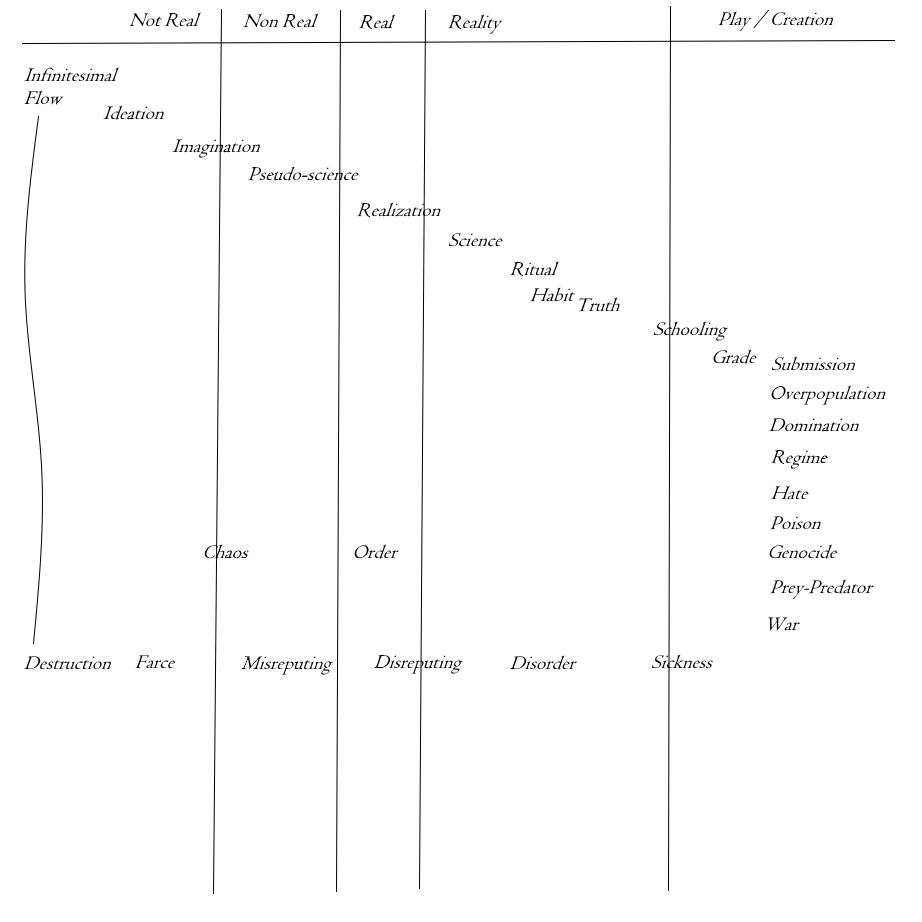 Not Real Non Real Real Reality Play / Creation
Infinitesimal
Flow
Ideation
Imagination
Pseudo-science
Realization
Science
Ritual
Habit
Truth
Schooling
Grade
Submission
Overpopulation
Domination
Regime
Hate
Poison
Chaos Order Genocide
Prey-Predator
War
Destruction Farce Misreputing Disreputing Disorder Sickness